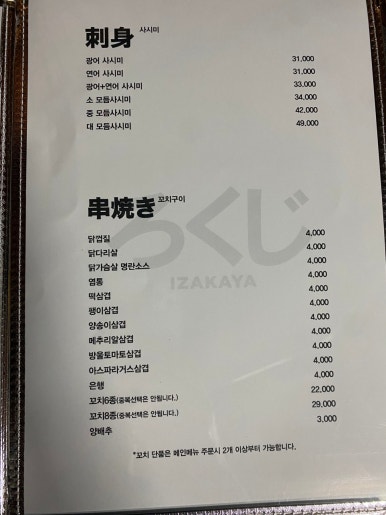 刺身 사시미
광어 사시미 31,000
연어 사시미 31,000
광어+연어 사시미 33,000
소 모둠사시미 34,000
중 모둠사시미 42,000
대 모둠사시미 49,000
串焼き 꼬치구이
ろくじ
IZAKAYA
닭껍질 4,000
닭다리살 4,000
닭가슴살 명란소스 4,000
염통 4,000
떡삼겹 4,000
팽이삼겹 4,000
양송이삼겹 4,000
메추리알삼겹 4,000
방울토마토삼겹 4,000
아스파라거스삼겹 4,000
은행 4,000
꼬치6종(중복선택은 안됩니다.) 22,000
꼬치8종(중복선택은 안됩니다.) 29,000
양배추 3,000
*꼬치 단품은 메인메뉴 주문시 2개 이상부터 가능합니다.